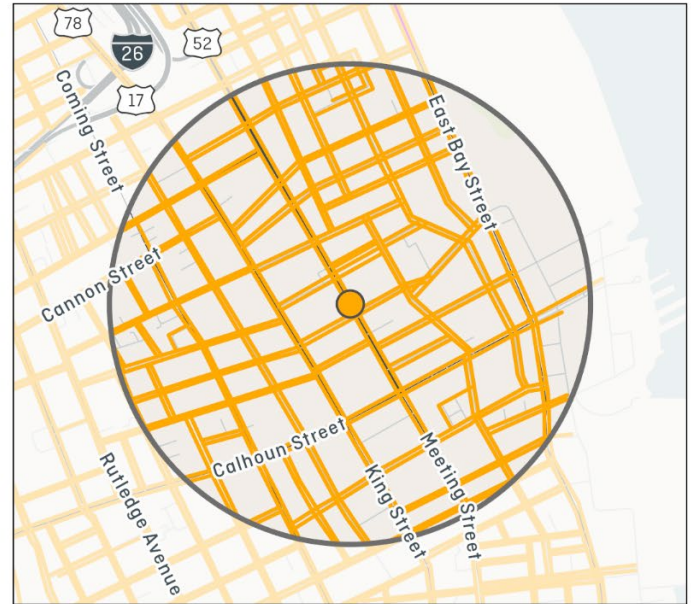 78
26
52
17
Coming Street
East Bay Street
Cannon Street
Calhoun Street
Rutledge Avenue
King Street
Meeting Street